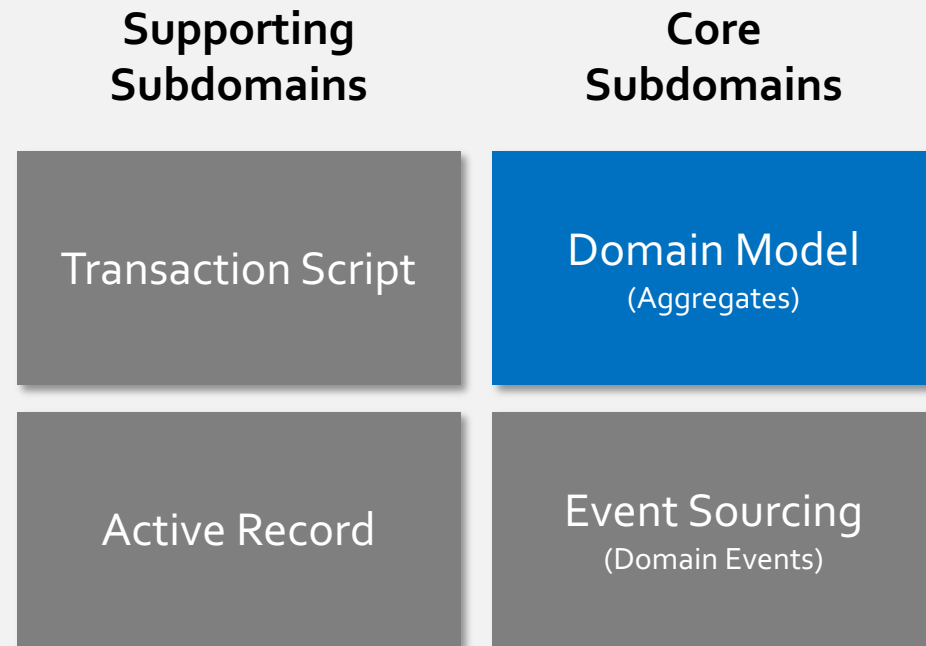 Supporting
Subdomains
Core
Subdomains
Transaction Script
Domain Model
(Aggregates)
Active Record
Event Sourcing
(Domain Events)